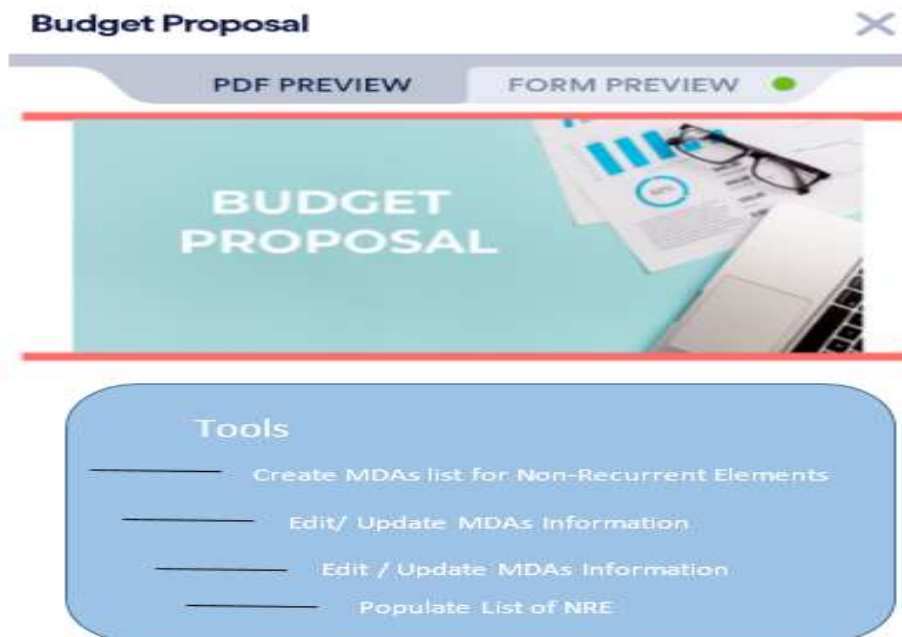 Budget Proposal
PDF PREVIEW
FORM PREVIEW
BUDGET
PROPOSAL
Tools
Create MDAs list for Non-Recurrent Elements
Edit/ Update MDAs Information
Edit / Update MDAs Information
Populate List of NRE